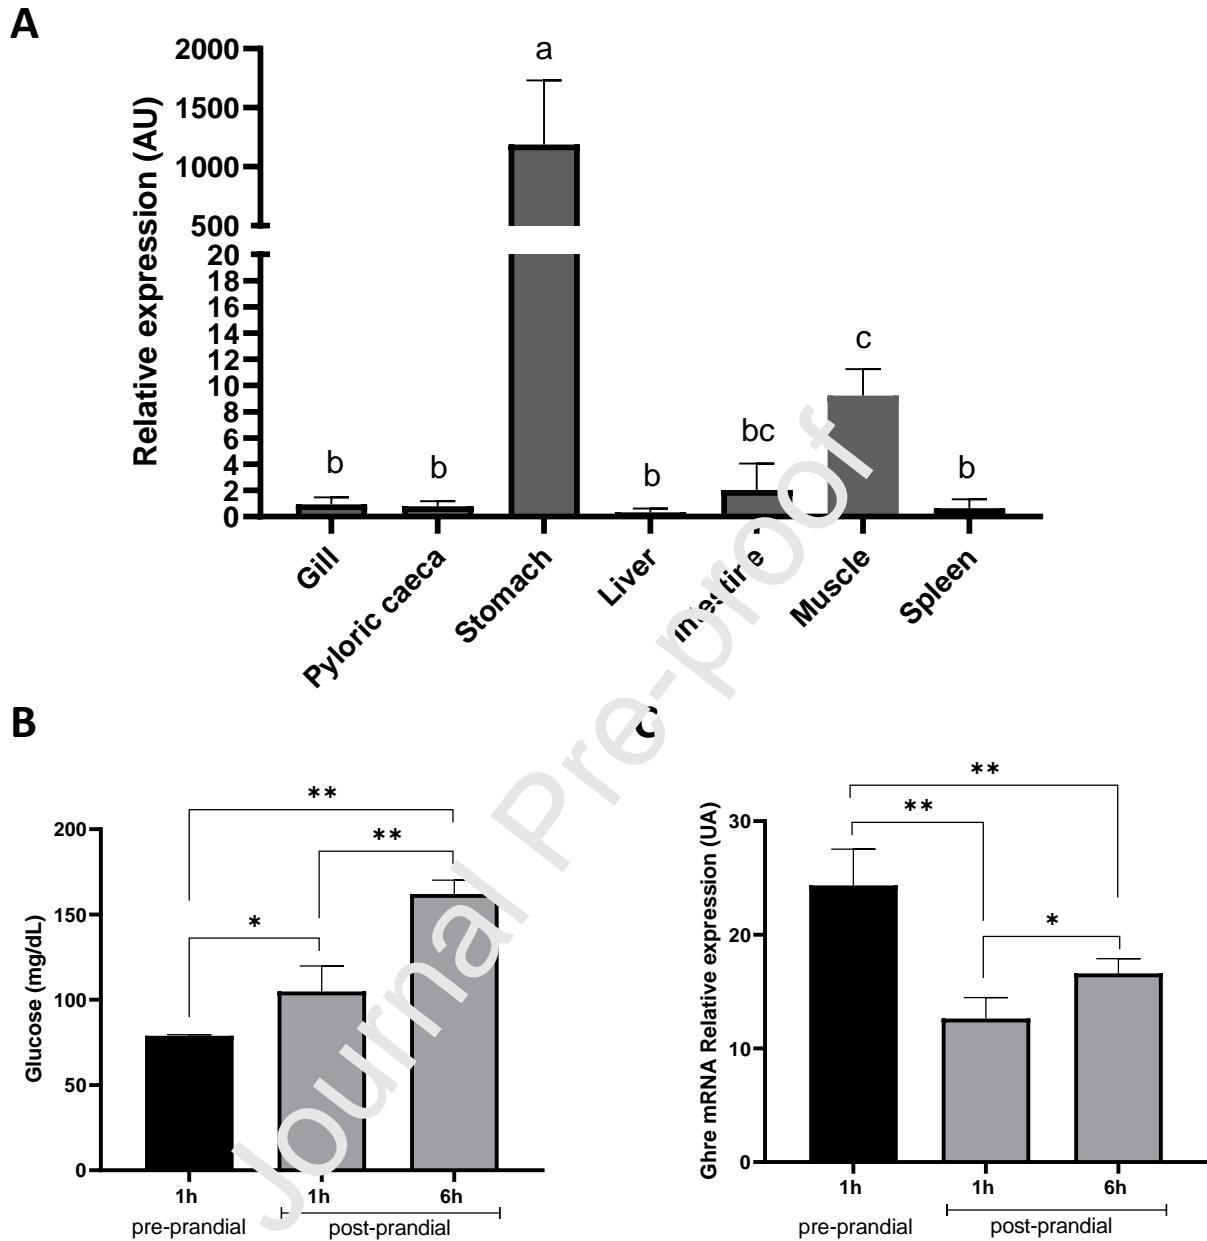 A
Relative expression (AU)
2000
1500
1000
500
20
18
16
14
12
10
8
6
4
2
0
b
b
a
b
bc
c
b
Gill
Pyloric caeca
Stomach
Liver
Intestine
Muscle
Spleen
Journal Pre-proof
B
Glucose (mg/dL)
200
150
100
50
0
**
**
*
1h
1h
6h
pre-prandial
post-prandial
C
Ghre mRNA Relative expression (UA)
30
20
10
0
**
**
*
1h
1h
6h
pre-prandial
post-prandial